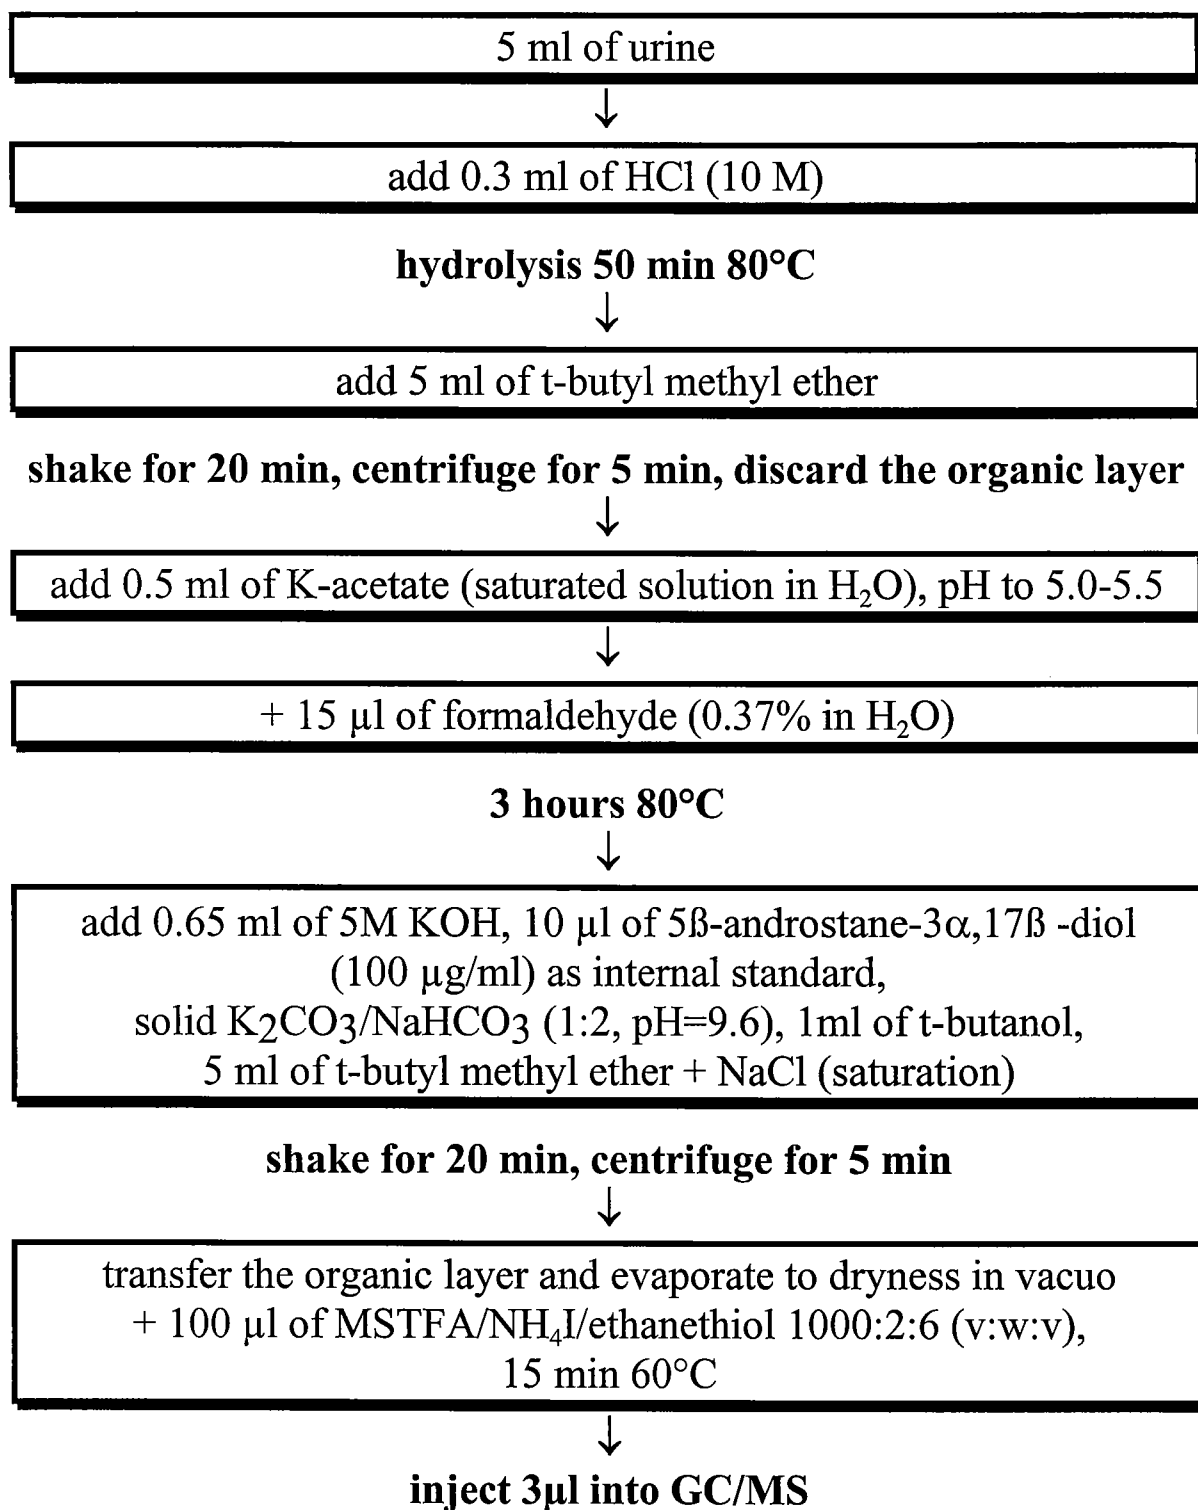 5 ml of urine
↓
add 0.3 ml of HCl (10 M)
hydrolysis 50 min 80°C
↓
add 5 ml of t-butyl methyl ether
shake for 20 min, centrifuge for 5 min, discard the organic layer
↓
add 0.5 ml of K-acetate (saturated solution in H₂O), pH to 5.0-5.5
↓
+ 15 µl of formaldehyde (0.37% in H₂O)
3 hours 80°C
↓
add 0.65 ml of 5M KOH, 10 µl of 5ß-androstane-3α,17ß -diol
(100 µg/ml) as internal standard,
solid K₂CO₃/NaHCO₃ (1:2, pH=9.6), 1ml of t-butanol,
5 ml of t-butyl methyl ether + NaCl (saturation)
shake for 20 min, centrifuge for 5 min
↓
transfer the organic layer and evaporate to dryness in vacuo
+ 100 µl of MSTFA/NH₄I/ethanethiol 1000:2:6 (v:w:v),
15 min 60°C
↓
inject 3µl into GC/MS